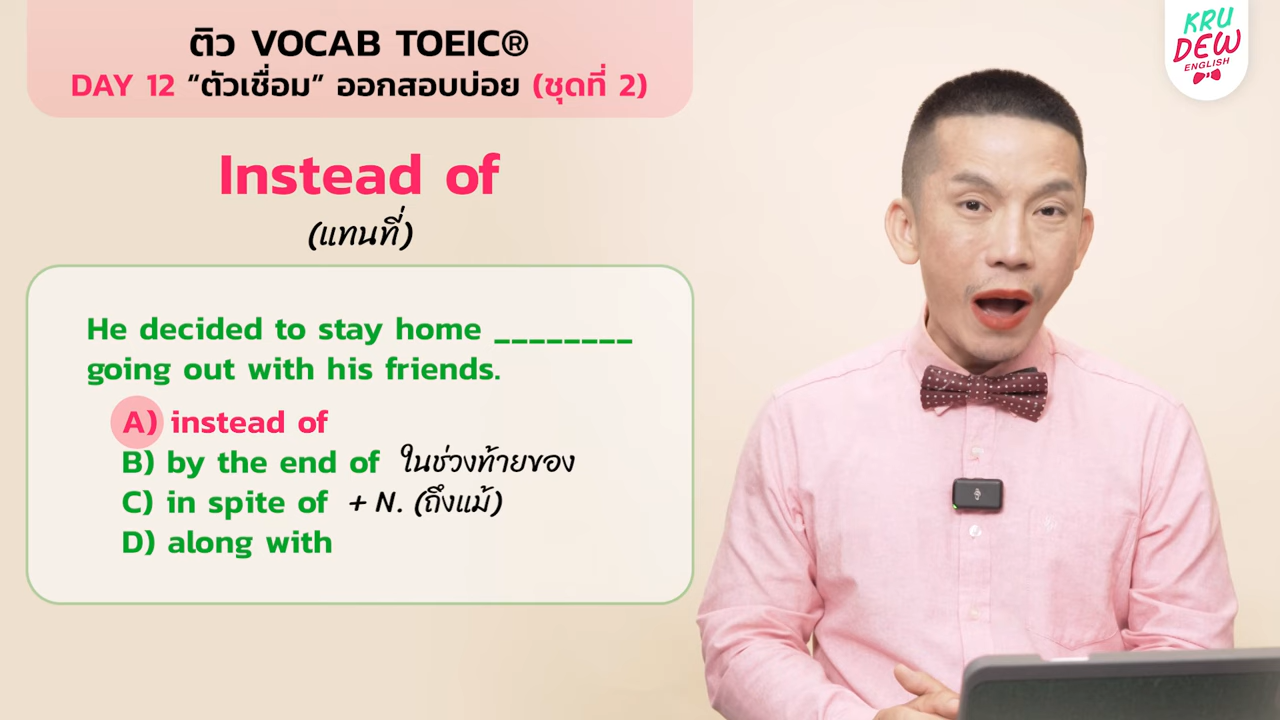 ติว VOCAB TOEIC®
DAY 12 “ตัวเชื่อม” ออกสอบบ่อย (ชุดที่ 2)
KRU
DEW
ENGLISH
Instead of
(แทนที่)
He decided to stay home ________
going out with his friends.
A) instead of
B) by the end of ในช่วงท้ายของ
C) in spite of + N. (ถึงแม้)
D) along with